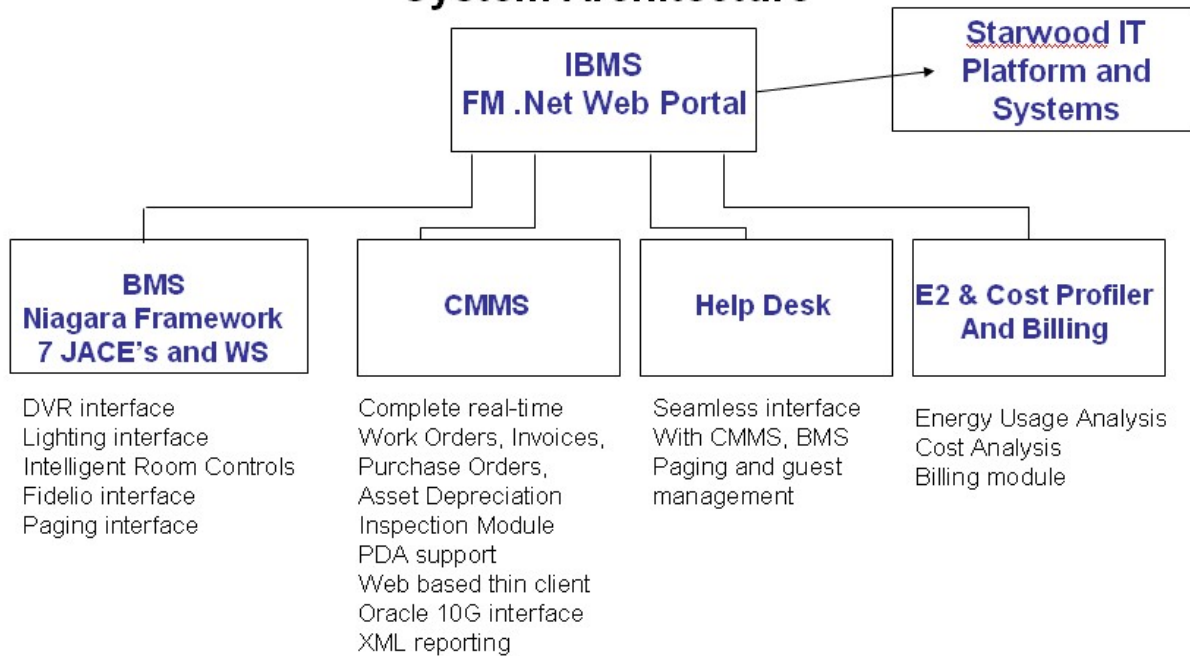 System Architecture
IBMS
FM .Net Web Portal
Starwood IT
Platform and
Systems
BMS
Niagara Framework
7 JACE's and WS
DVR interface
Lighting interface
Intelligent Room Controls
Fidelio interface
Paging interface
CMMS
Complete real-time
Work Orders, Invoices,
Purchase Orders,
Asset Depreciation
Inspection Module
PDA support
Web based thin client
Oracle 10G interface
XML reporting
Help Desk
Seamless interface
With CMMS, BMS
Paging and guest
management
E2 & Cost Profiler
And Billing
Energy Usage Analysis
Cost Analysis
Billing module